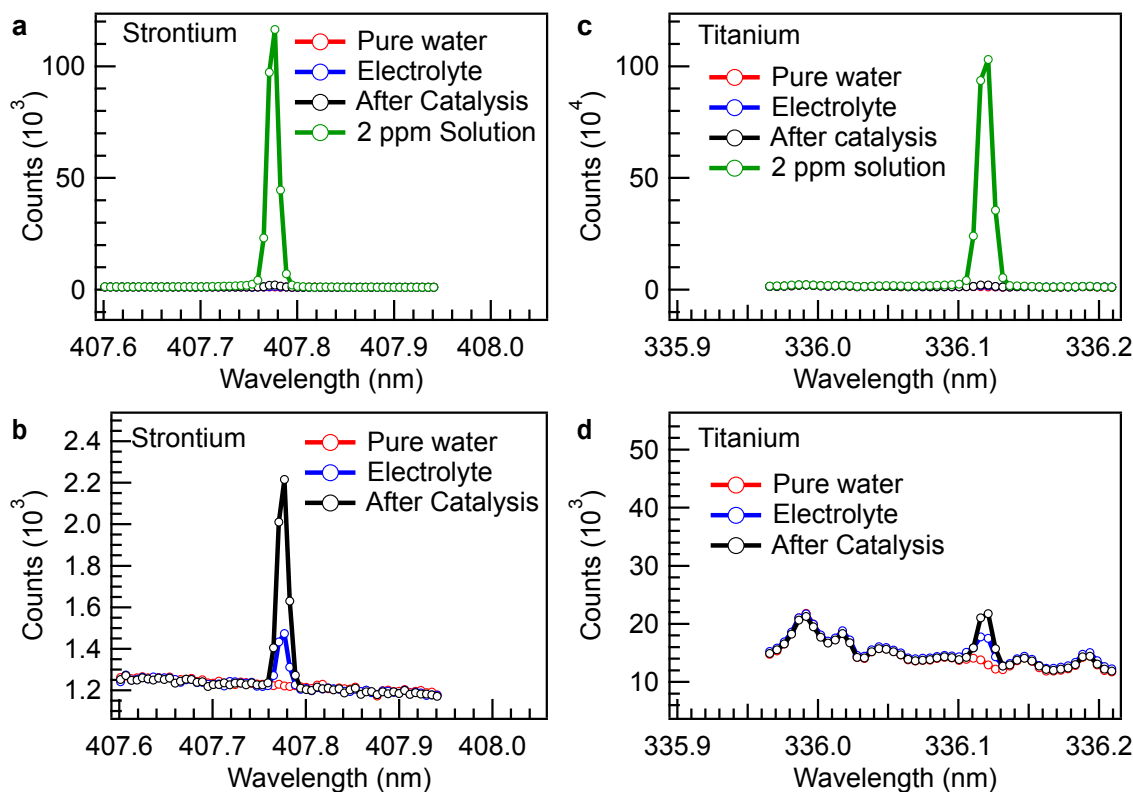 a
Strontium
Pure water
Electrolyte
After Catalysis
2 ppm Solution
Counts (10³)
100
50
0
407.6 407.7 407.8 407.9 408.0
Wavelength (nm)
c
Titanium
Pure water
Electrolyte
After catalysis
2 ppm solution
Counts (10⁴)
100
50
0
335.9 336.0 336.1 336.2
Wavelength (nm)
b
Strontium
Pure water
Electrolyte
After Catalysis
Counts (10³)
2.4
2.2
2.0
1.8
1.6
1.4
1.2
407.6 407.7 407.8 407.9 408.0
Wavelength (nm)
d
Titanium
Pure water
Electrolyte
After Catalysis
Counts (10³)
50
40
30
20
10
335.9 336.0 336.1 336.2
Wavelength (nm)